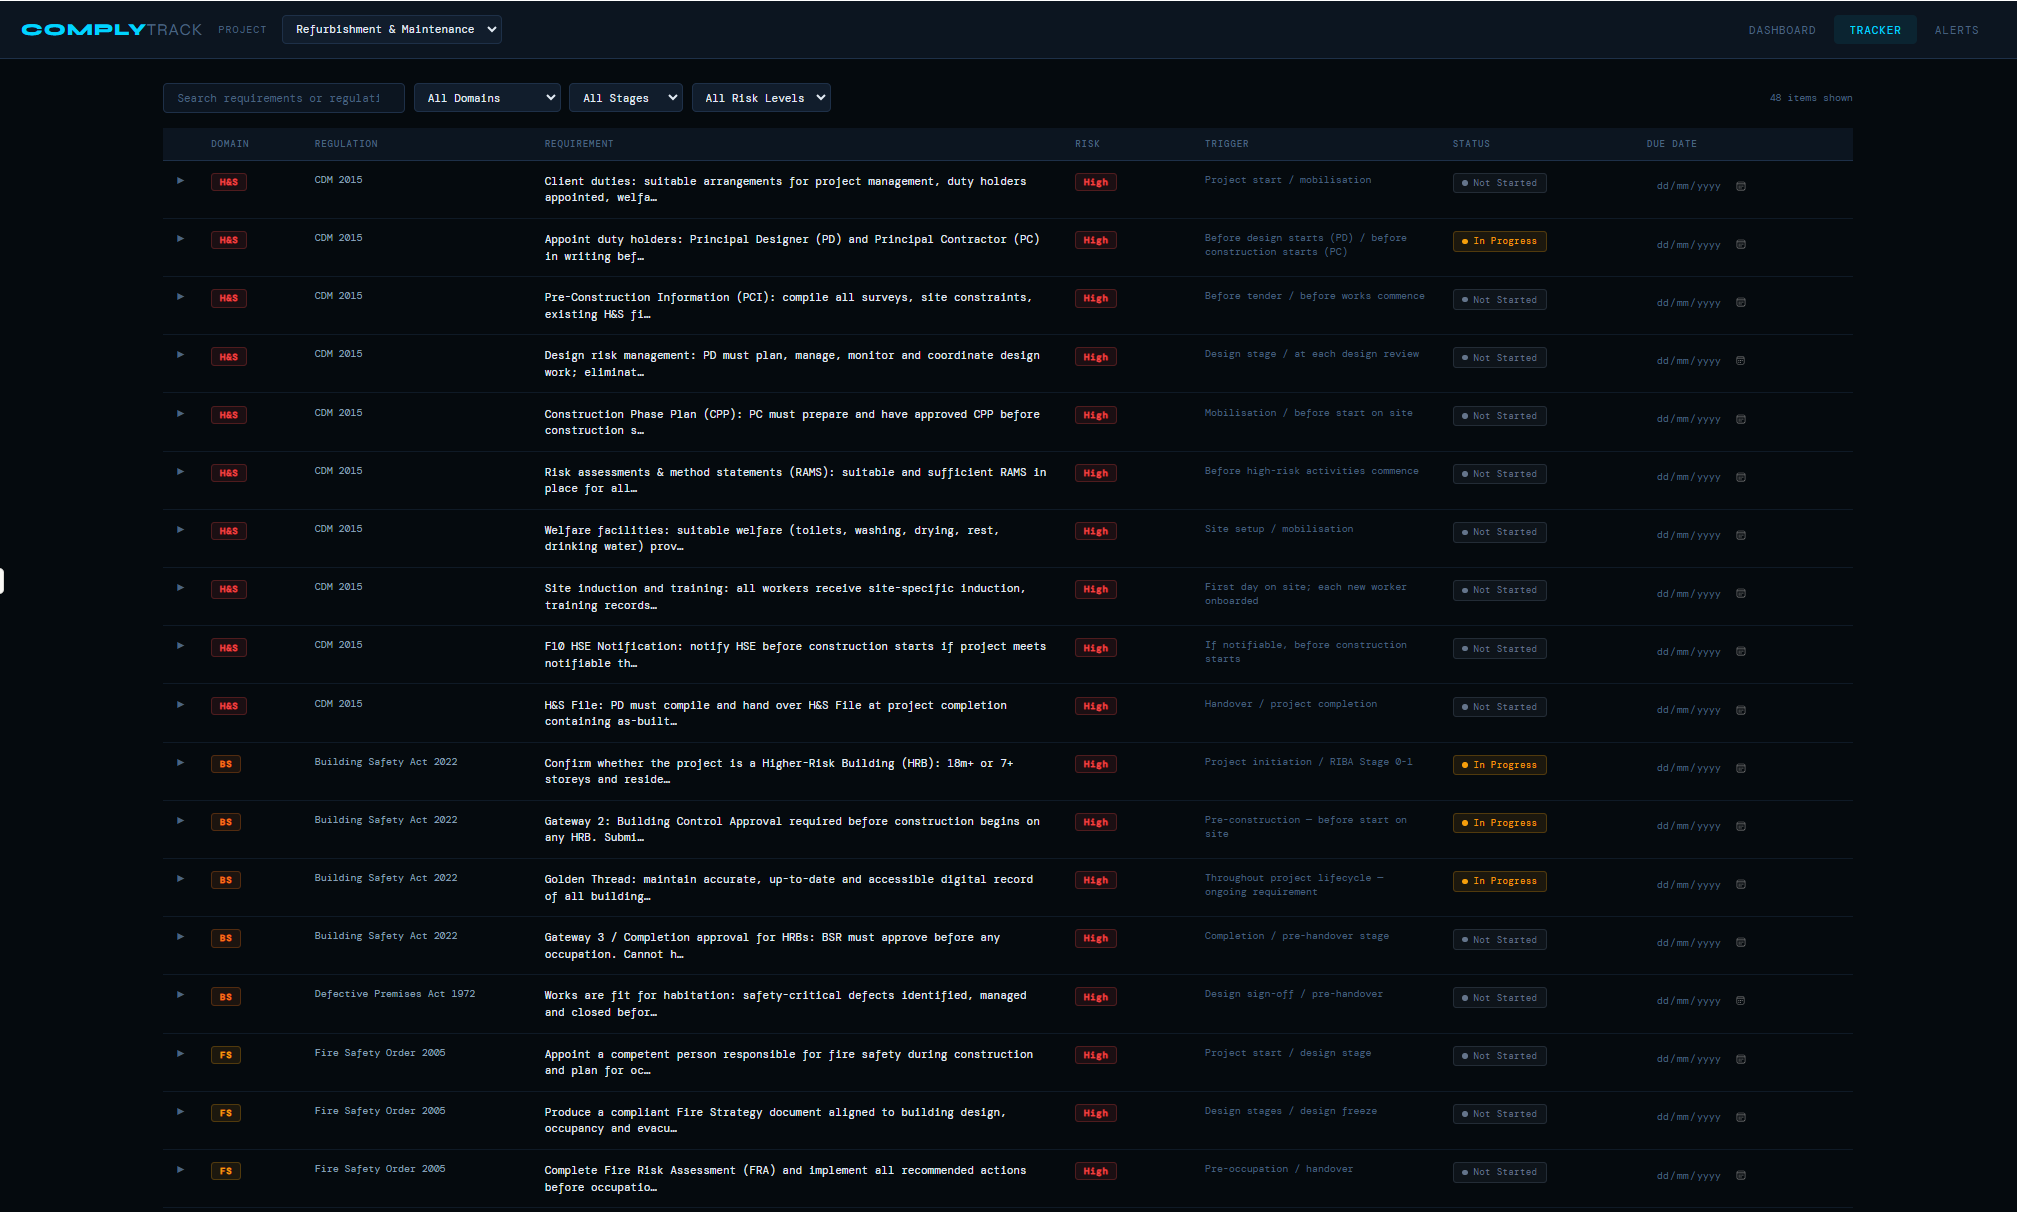 COMPLYTRACK PROJECT Refurbishment & Maintenance DASHBOARD TRACKER ALERTS
Search requirements or regulati All Domains All Stages All Risk Levels 48 items shown
DOMAIN REGULATION REQUIREMENT RISK TRIGGER STATUS DUE DATE
H&S CDM 2015 Client duties: suitable arrangements for project management, duty holders High Project start / mobilisation Not Started dd/mm/yyyy
appointed, welfa…
H&S CDM 2015 Appoint duty holders: Principal Designer (PD) and Principal Contractor (PC) High Before design starts (PD) / before In Progress dd/mm/yyyy
in writing bef… construction starts (PC)
H&S CDM 2015 Pre-Construction Information (PCI): compile all surveys, site constraints, High Before tender / before works commence Not Started dd/mm/yyyy
existing H&S fi…
H&S CDM 2015 Design risk management: PD must plan, manage, monitor and coordinate design High Design stage / at each design review Not Started dd/mm/yyyy
work; eliminat…
H&S CDM 2015 Construction Phase Plan (CPP): PC must prepare and have approved CPP before High Mobilisation / before start on site Not Started dd/mm/yyyy
construction s…
H&S CDM 2015 Risk assessments & method statements (RAMS): suitable and sufficient RAMS in High Before high-risk activities commence Not Started dd/mm/yyyy
place for all…
H&S CDM 2015 Welfare facilities: suitable welfare (toilets, washing, drying, rest, High Site setup / mobilisation Not Started dd/mm/yyyy
drinking water) prov…
H&S CDM 2015 Site induction and training: all workers receive site-specific induction, High First day on site; each new worker Not Started dd/mm/yyyy
training records… onboarded
H&S CDM 2015 F10 HSE Notification: notify HSE before construction starts if project meets High If notifiable, before construction Not Started dd/mm/yyyy
notifiable th… starts
H&S CDM 2015 H&S File: PD must compile and hand over H&S File at project completion High Handover / project completion Not Started dd/mm/yyyy
containing as-built…
BS Building Safety Act 2022 Confirm whether the project is a Higher-Risk Building (HRB): 18m+ or 7+ High Project initiation / RIBA Stage 0-1 In Progress dd/mm/yyyy
storeys and reside…
BS Building Safety Act 2022 Gateway 2: Building Control Approval required before construction begins on High Pre-construction — before start on In Progress dd/mm/yyyy
any HRB. Submi… site
BS Building Safety Act 2022 Golden Thread: maintain accurate, up-to-date and accessible digital record High Throughout project lifecycle — In Progress dd/mm/yyyy
of all building… ongoing requirement
BS Building Safety Act 2022 Gateway 3 / Completion approval for HRBs: BSR must approve before any High Completion / pre-handover stage Not Started dd/mm/yyyy
occupation. Cannot h…
BS Defective Premises Act 1972 Works are fit for habitation: safety-critical defects identified, managed High Design sign-off / pre-handover Not Started dd/mm/yyyy
and closed befor…
FS Fire Safety Order 2005 Appoint a competent person responsible for fire safety during construction High Project start / design stage Not Started dd/mm/yyyy
and plan for oc…
FS Fire Safety Order 2005 Produce a compliant Fire Strategy document aligned to building design, High Design stages / design freeze Not Started dd/mm/yyyy
occupancy and evacu…
FS Fire Safety Order 2005 Complete Fire Risk Assessment (FRA) and implement all recommended actions High Pre-occupation / handover Not Started dd/mm/yyyy
before occupatio…